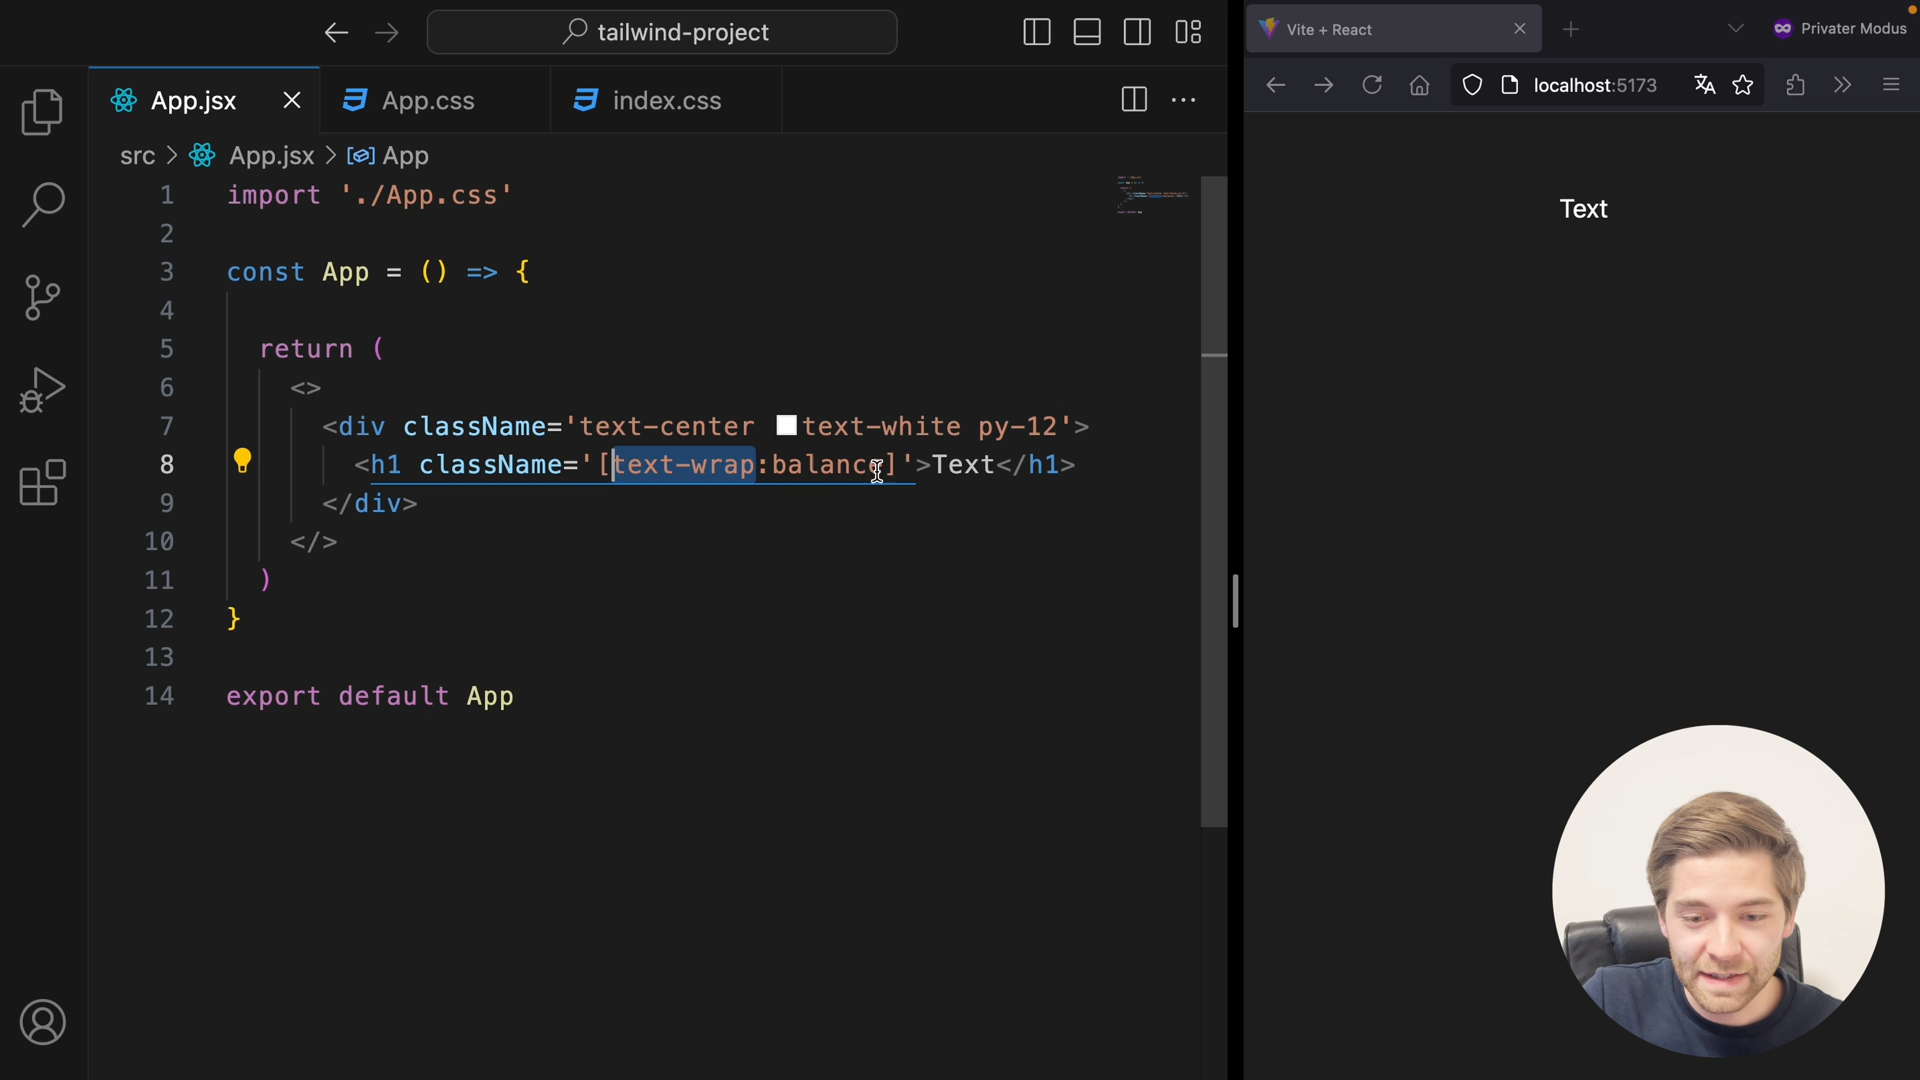 tailwind-project
App.jsx
App.css
index.css
src > App.jsx > App
1 import './App.css'
2
3 const App = () => {
4
5 return (
6 <>
7 <div className='text-center text-white py-12'>
8 <h1 className='[text-wrap:balance]'>Text</h1>
9 </div>
10 </>
11 )
12 }
13
14 export default App
Vite + React
Privater Modus
localhost:5173
Text